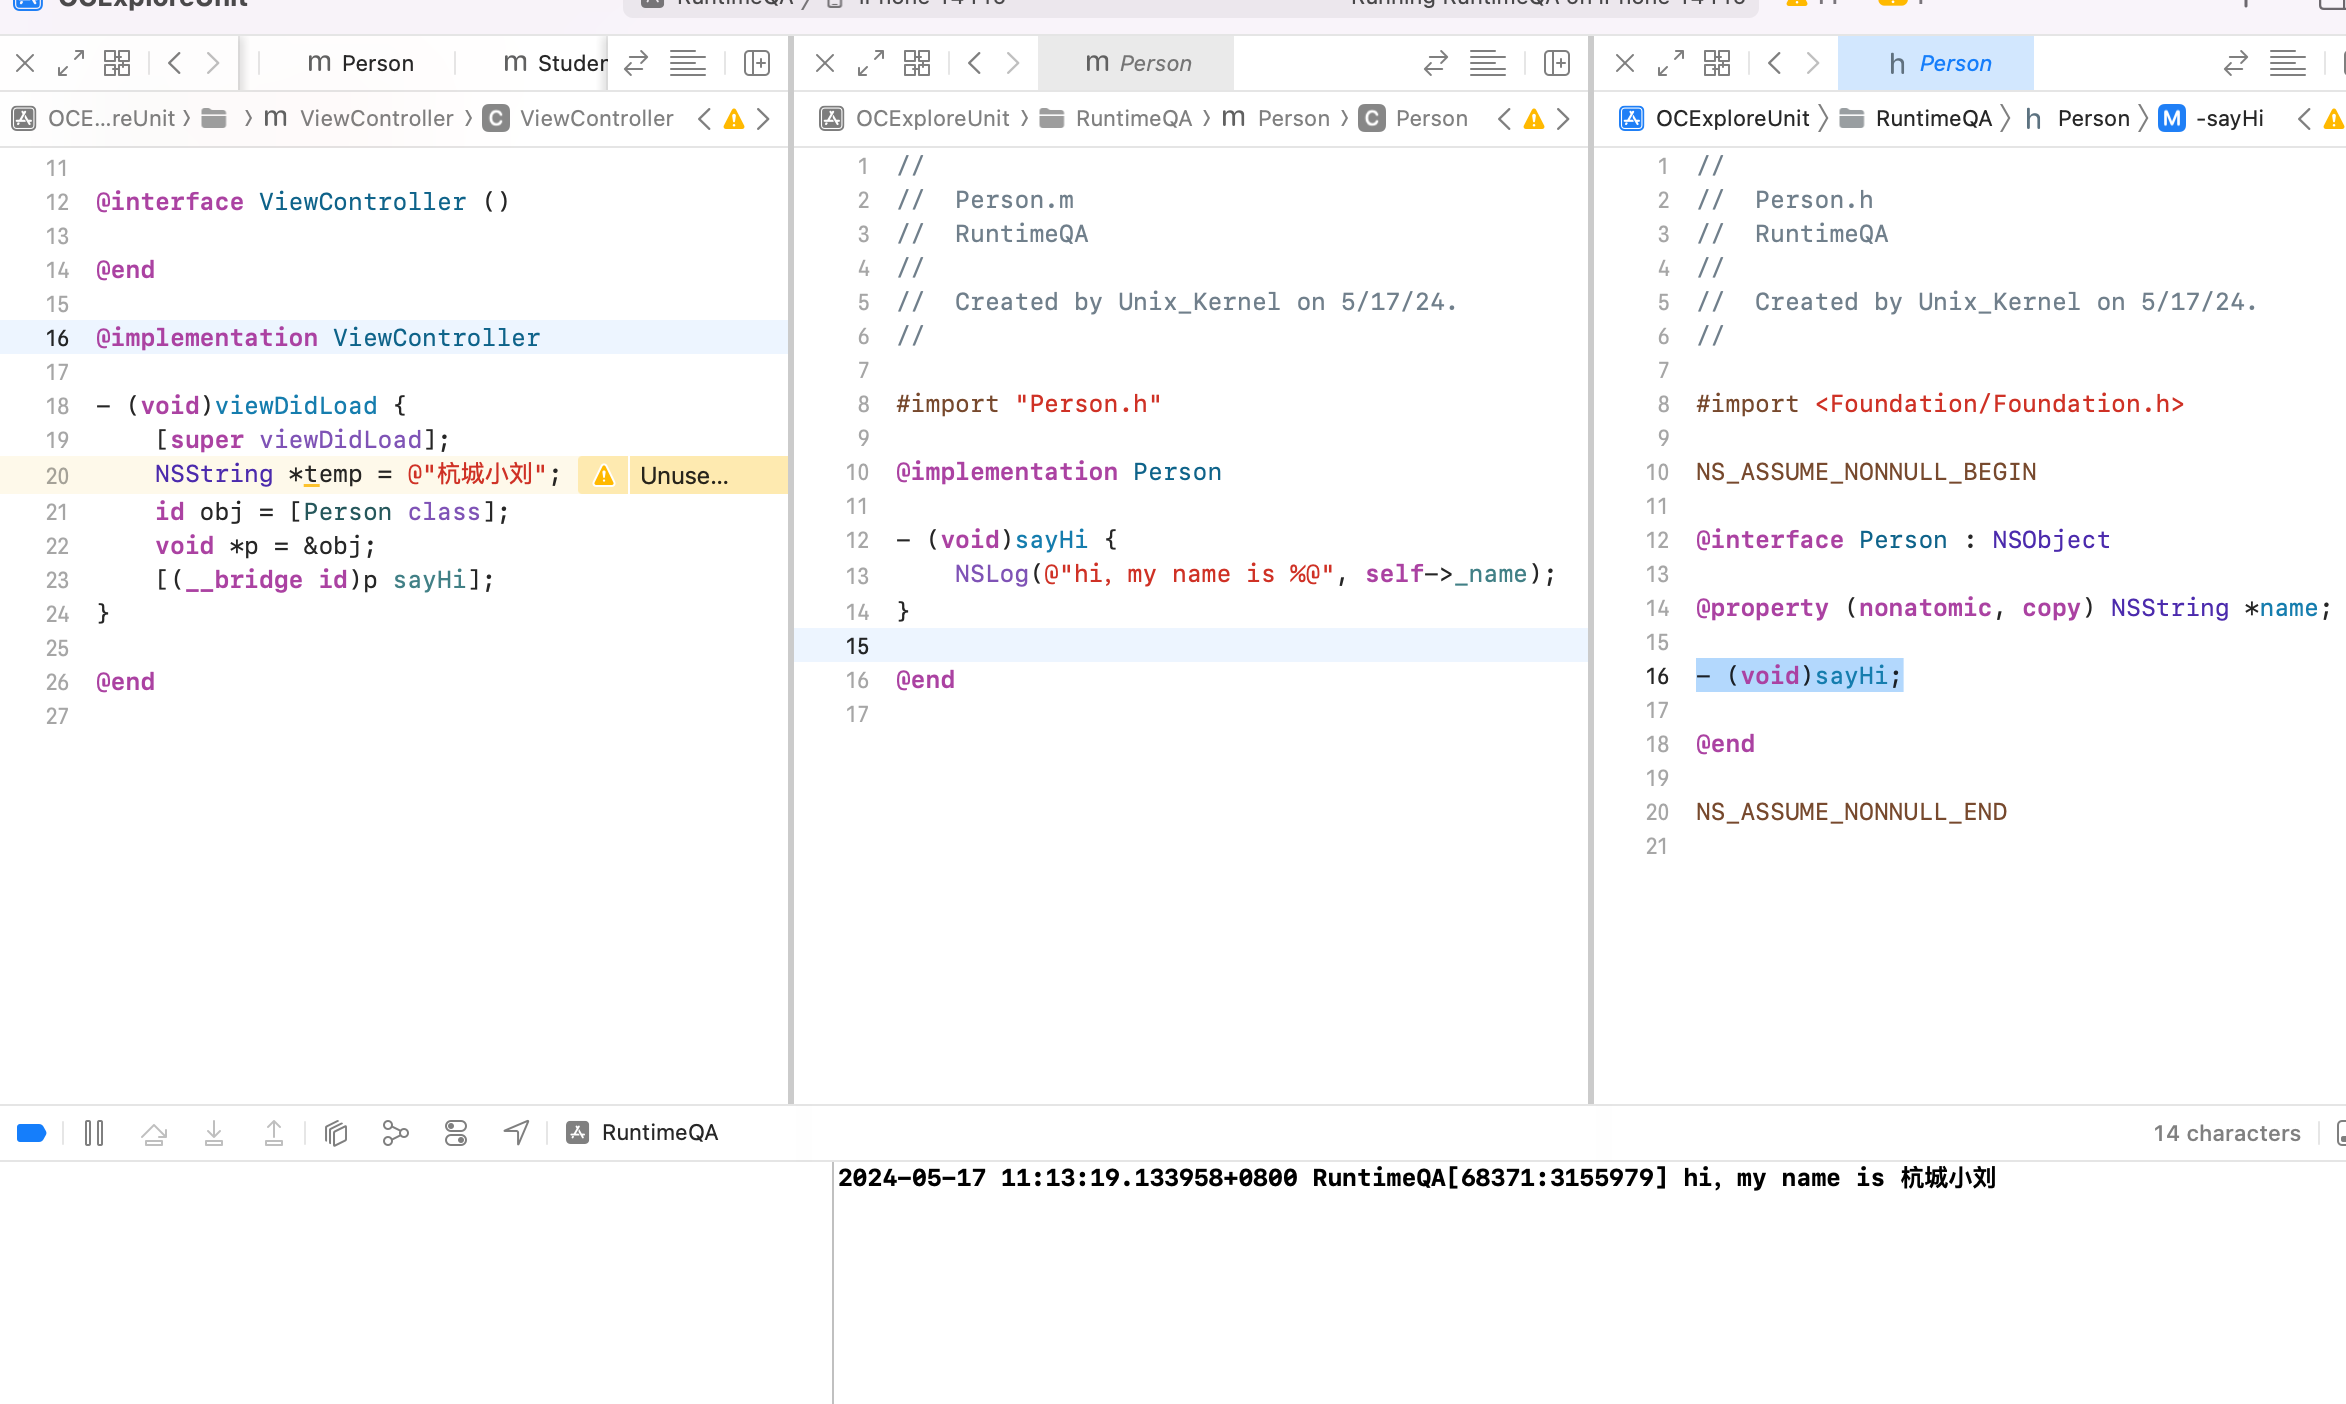 OCExploreUnit
RuntimeQA
iPhone 14 Pro
Running RuntimeQA on iPhone 14 Pro
m Person
m Studen
m Person
h Person
OCE...reUnit 〉 〉 m ViewController 〉 C ViewController
OCExploreUnit 〉 RuntimeQA 〉 m Person 〉 C Person
OCExploreUnit 〉 RuntimeQA 〉 h Person 〉 M -sayHi
11
12 @interface ViewController ()
13
14 @end
15
16 @implementation ViewController
17
18 - (void)viewDidLoad {
19     [super viewDidLoad];
20     NSString *temp = @"杭城小刘"; Unuse...
21     id obj = [Person class];
22     void *p = &obj;
23     [(__bridge id)p sayHi];
24 }
25
26 @end
27
1 //
2 //  Person.m
3 //  RuntimeQA
4 //
5 //  Created by Unix_Kernel on 5/17/24.
6 //
7
8 #import "Person.h"
9
10 @implementation Person
11
12 - (void)sayHi {
13     NSLog(@"hi, my name is %@", self->_name);
14 }
15
16 @end
17
1 //
2 //  Person.h
3 //  RuntimeQA
4 //
5 //  Created by Unix_Kernel on 5/17/24.
6 //
7
8 #import <Foundation/Foundation.h>
9
10 NS_ASSUME_NONNULL_BEGIN
11
12 @interface Person : NSObject
13
14 @property (nonatomic, copy) NSString *name;
15
16 - (void)sayHi;
17
18 @end
19
20 NS_ASSUME_NONNULL_END
21
RuntimeQA
14 characters
2024-05-17 11:13:19.133958+0800 RuntimeQA[68371:3155979] hi, my name is 杭城小刘